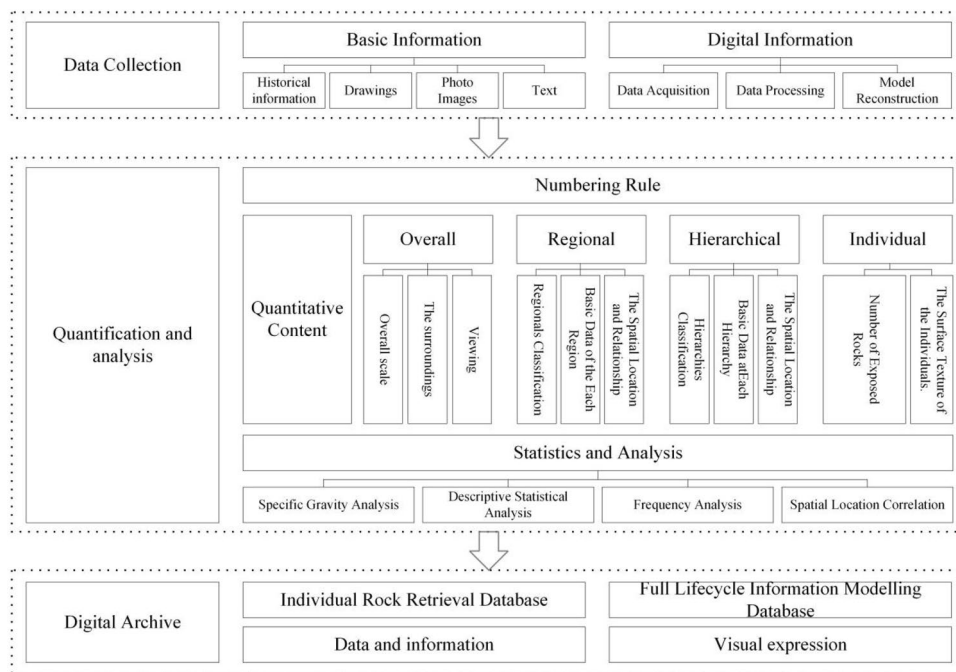 Data Collection
Basic Information
Historical
information
Drawings
Photo
Images
Text
Digital Information
Data Acquisition
Data Processing
Model
Reconstruction
Quantification and
analysis
Numbering Rule
Quantitative
Content
Overall
Overall scale
The surroundings
Viewing
Regional
Regionals Classification
Basic Data of the Each
Region
The Spatial Location
and Relationship
Hierarchical
Hierarchies
Classification
Basic Data atEach
Hierarchy
The Spatial Location
and Relationship
Individual
Number of Exposed
Rocks
The Surface Texture of
the Individuals.
Statistics and Analysis
Specific Gravity Analysis
Descriptive Statistical
Analysis
Frequency Analysis
Spatial Location Correlation
Digital Archive
Individual Rock Retrieval Database
Full Lifecycle Information Modelling
Database
Data and information
Visual expression